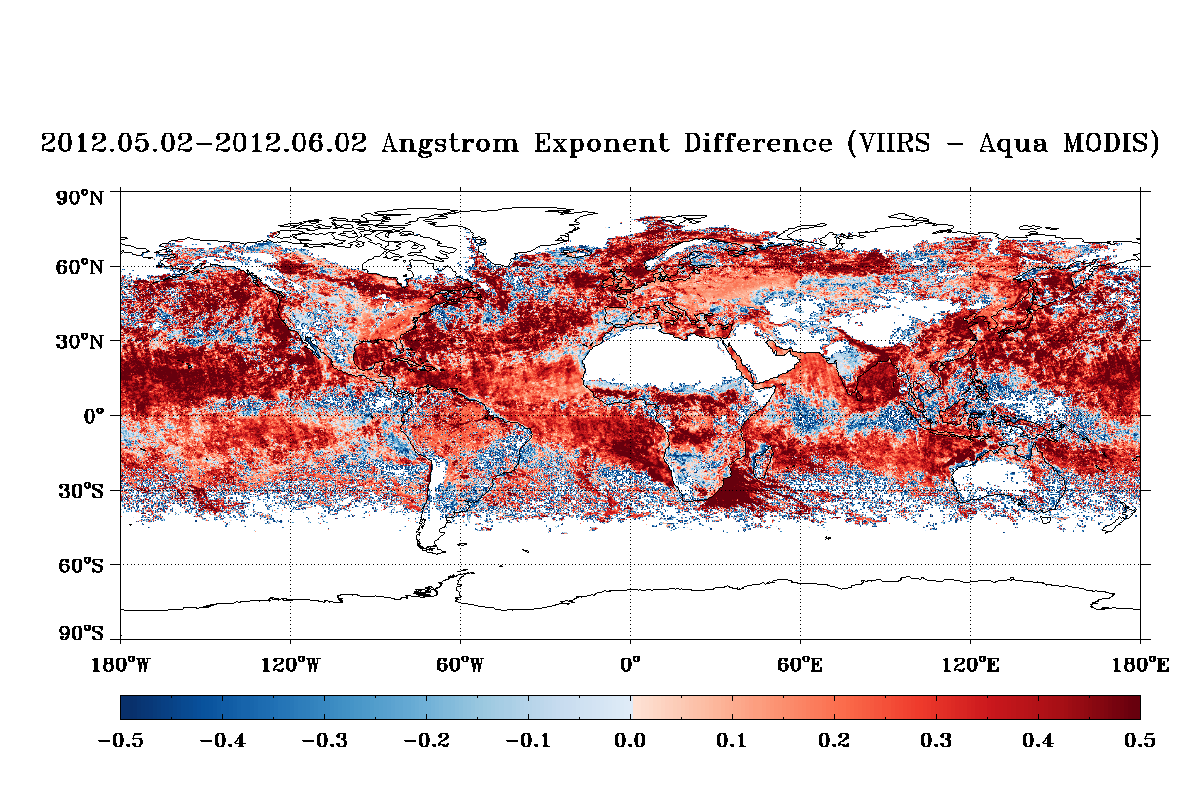 2012.05.02-2012.06.02 Angstrom Exponent Difference (VIIRS - Aqua MODIS)
90°N
60°N
30°N
0°
30°S
60°S
90°S
180°W 120°W 60°W 0° 60°E 120°E 180°E
-0.5 -0.4 -0.3 -0.2 -0.1 0.0 0.1 0.2 0.3 0.4 0.5